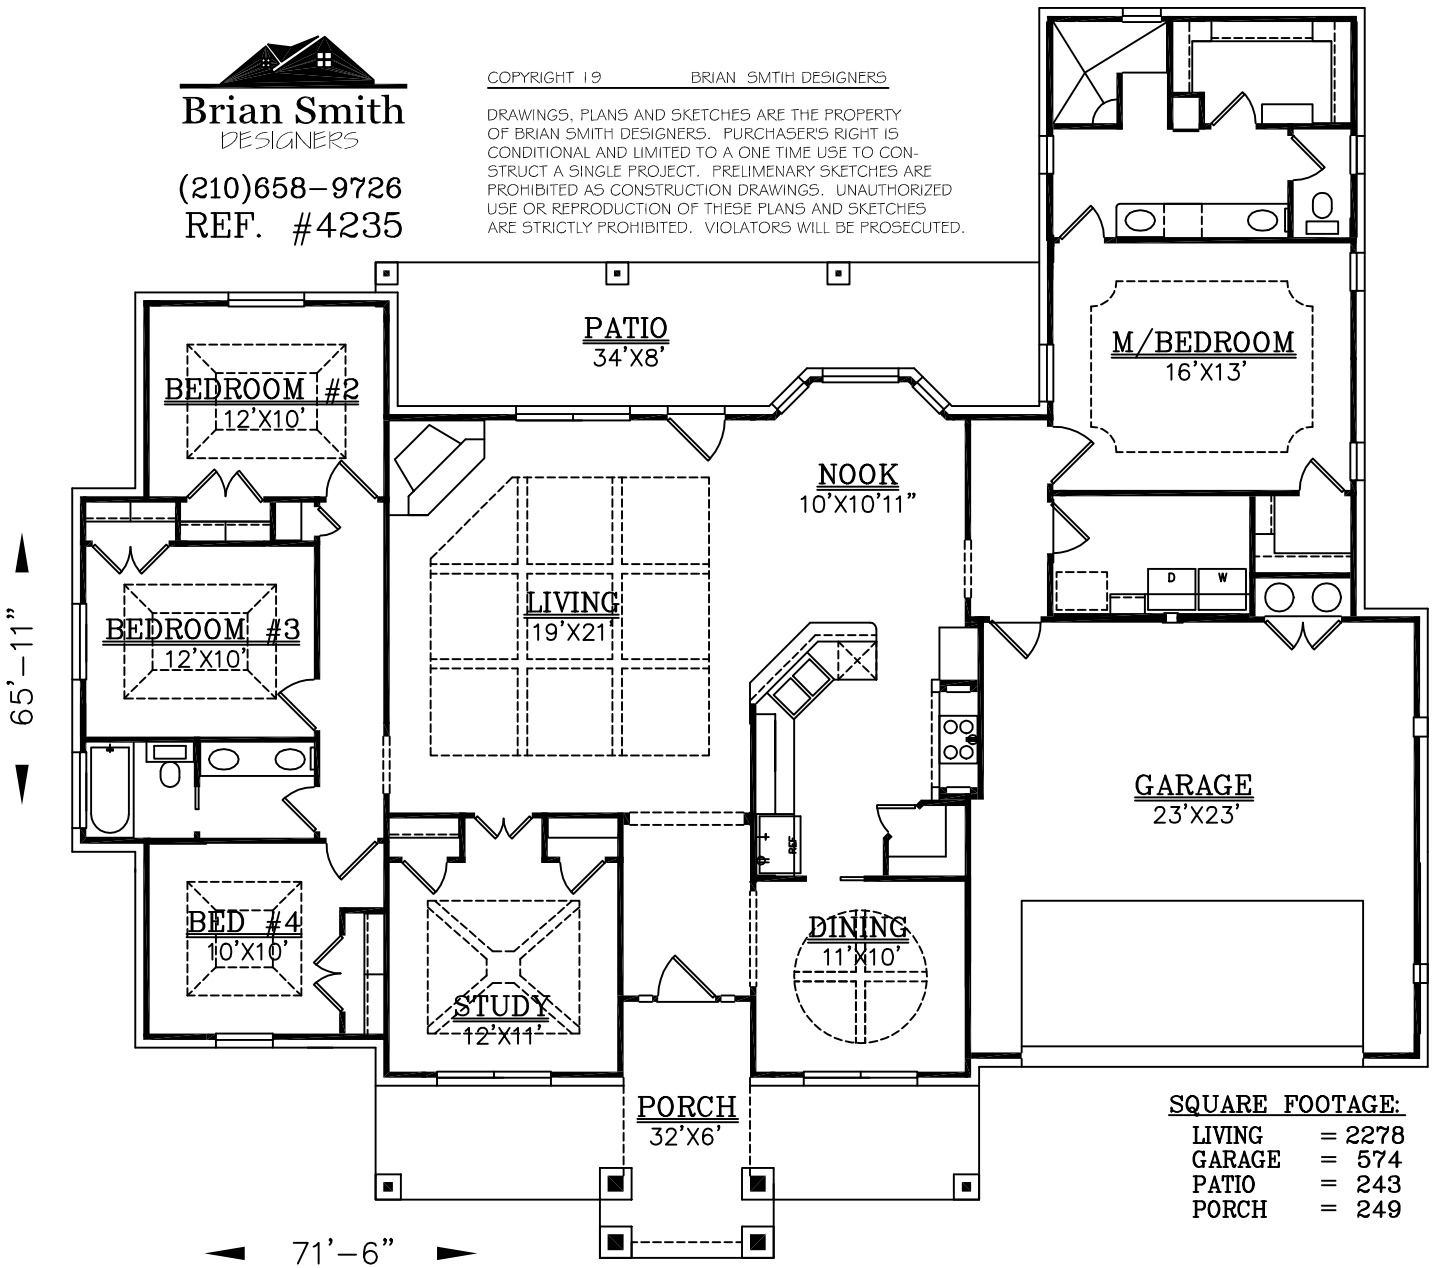 Brian Smith
DESIGNERS
(210)658-9726
REF. #4235
COPYRIGHT 19 BRIAN SMTIH DESIGNERS
DRAWINGS, PLANS AND SKETCHES ARE THE PROPERTY
OF BRIAN SMITH DESIGNERS. PURCHASER'S RIGHT IS
CONDITIONAL AND LIMITED TO A ONE TIME USE TO CON-
STRUCT A SINGLE PROJECT. PRELIMENARY SKETCHES ARE
PROHIBITED AS CONSTRUCTION DRAWINGS. UNAUTHORIZED
USE OR REPRODUCTION OF THESE PLANS AND SKETCHES
ARE STRICTLY PROHIBITED. VIOLATORS WILL BE PROSECUTED.
PATIO
34'X8'
M/BEDROOM
16'X13'
BEDROOM #2
12'X10'
NOOK
10'X10'11"
D
W
LIVING
19'X21'
BEDROOM #3
12'X10'
65'-11"
GARAGE
23'X23'
REF
BED #4
10'X10'
DINING
11'X10'
STUDY
12'X11'
PORCH
32'X6'
SQUARE FOOTAGE:
LIVING = 2278
GARAGE = 574
PATIO = 243
PORCH = 249
71'-6"